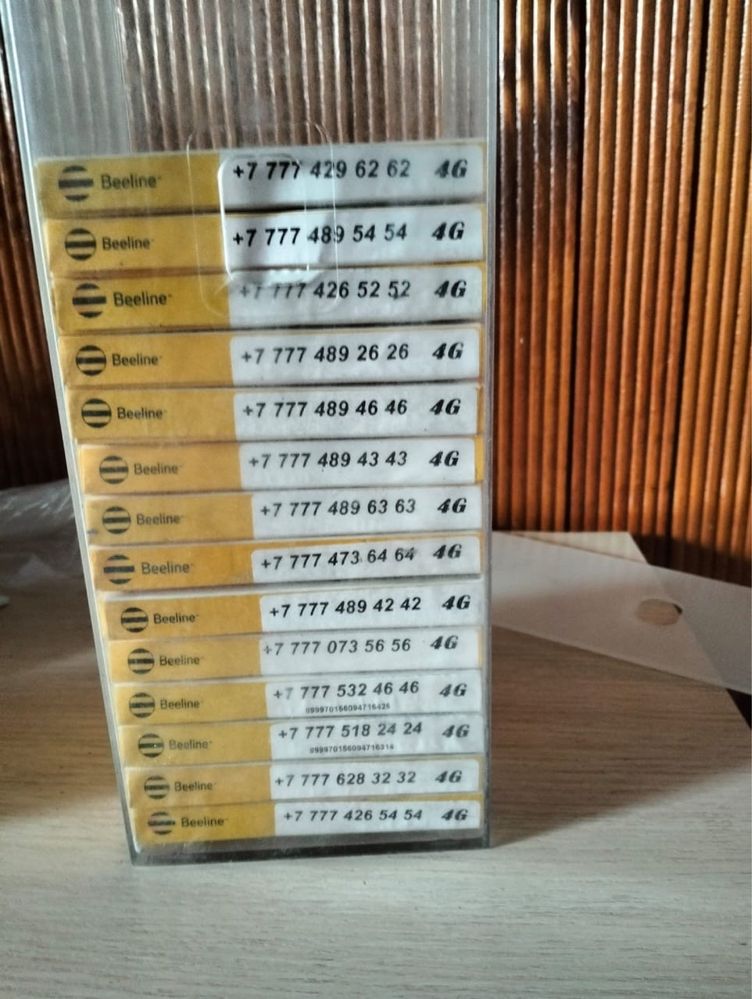 Beeline +7 777 429 62 62 4G
Beeline +7 777 489 54 54 4G
Beeline +7 777 426 52 52 4G
Beeline +7 777 489 26 26 4G
Beeline +7 777 489 46 46 4G
Beeline +7 777 489 43 43 4G
Beeline +7 777 489 63 63 4G
Beeline +7 777 473 64 64 4G
Beeline +7 777 489 42 42 4G
Beeline +7 777 073 56 56 4G
Beeline +7 777 532 46 46 4G
Beeline +7 777 518 24 24 4G
Beeline +7 777 628 32 32 4G
Beeline +7 777 426 54 54 4G